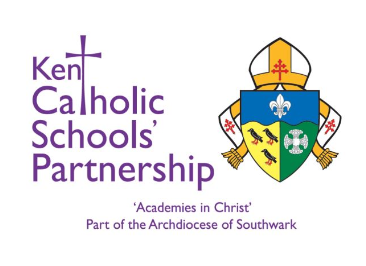 Kent
Catholic
Schools'
Partnership
'Academies in Christ'
Part of the Archdiocese of Southwark